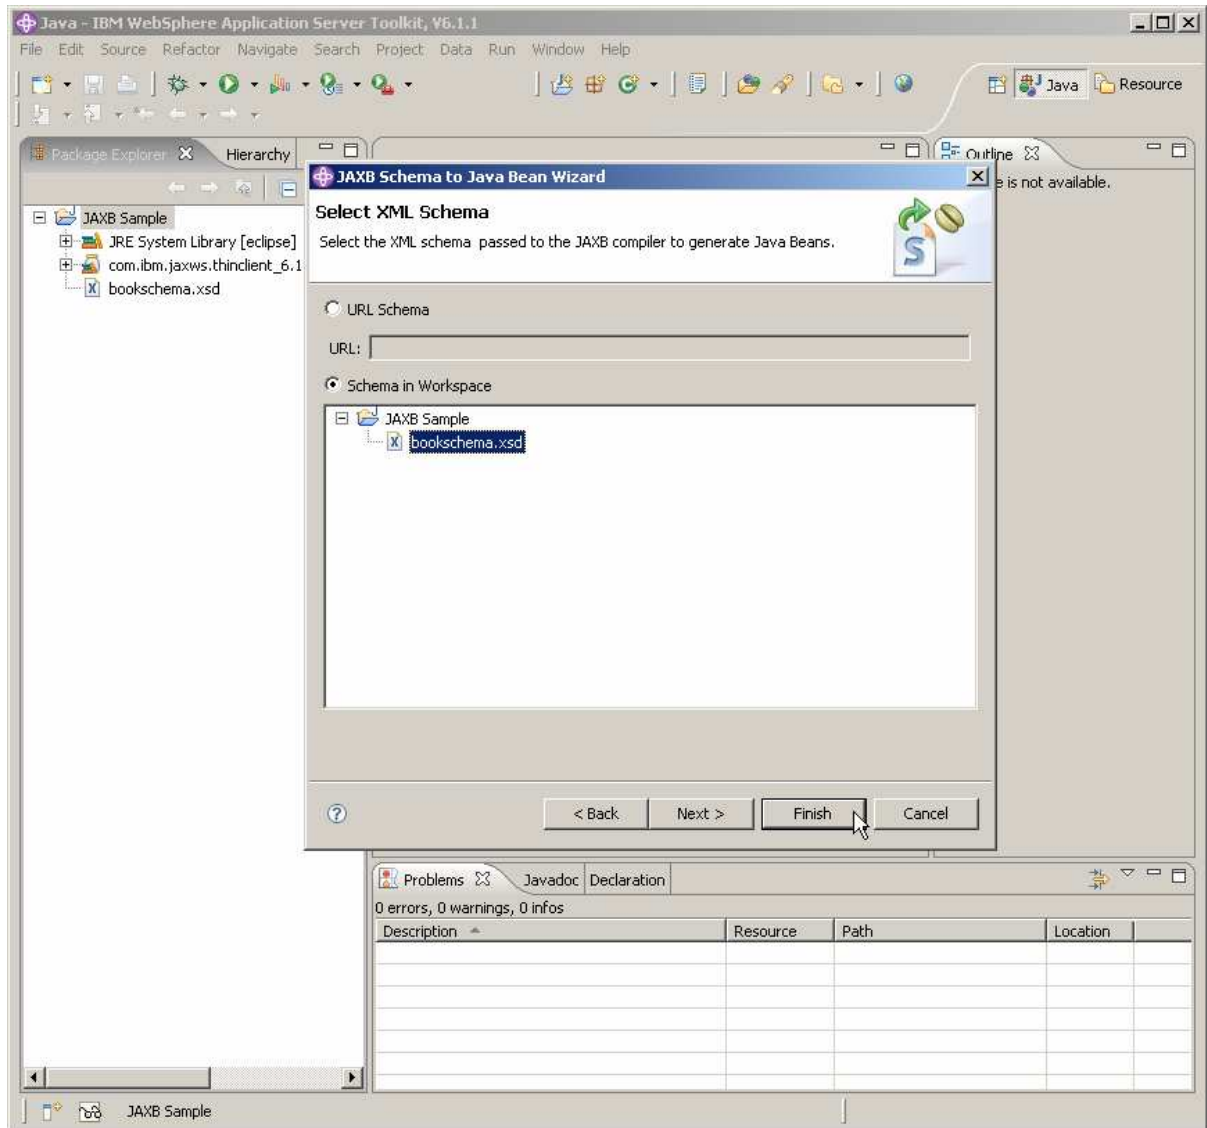 Java - IBM WebSphere Application Server Toolkit, V6.1.1
File Edit Source Refactor Navigate Search Project Data Run Window Help
Java Resource
Package Explorer Hierarchy
Outline
JAXB Schema to Java Bean Wizard
e is not available.
Select XML Schema
Select the XML schema passed to the JAXB compiler to generate Java Beans.
JAXB Sample
JRE System Library [eclipse]
com.ibm.jaxws.thinclient_6.1
bookschema.xsd
URL Schema
URL:
Schema in Workspace
JAXB Sample
bookschema.xsd
< Back Next > Finish Cancel
Problems Javadoc Declaration
0 errors, 0 warnings, 0 infos
Description Resource Path Location
JAXB Sample